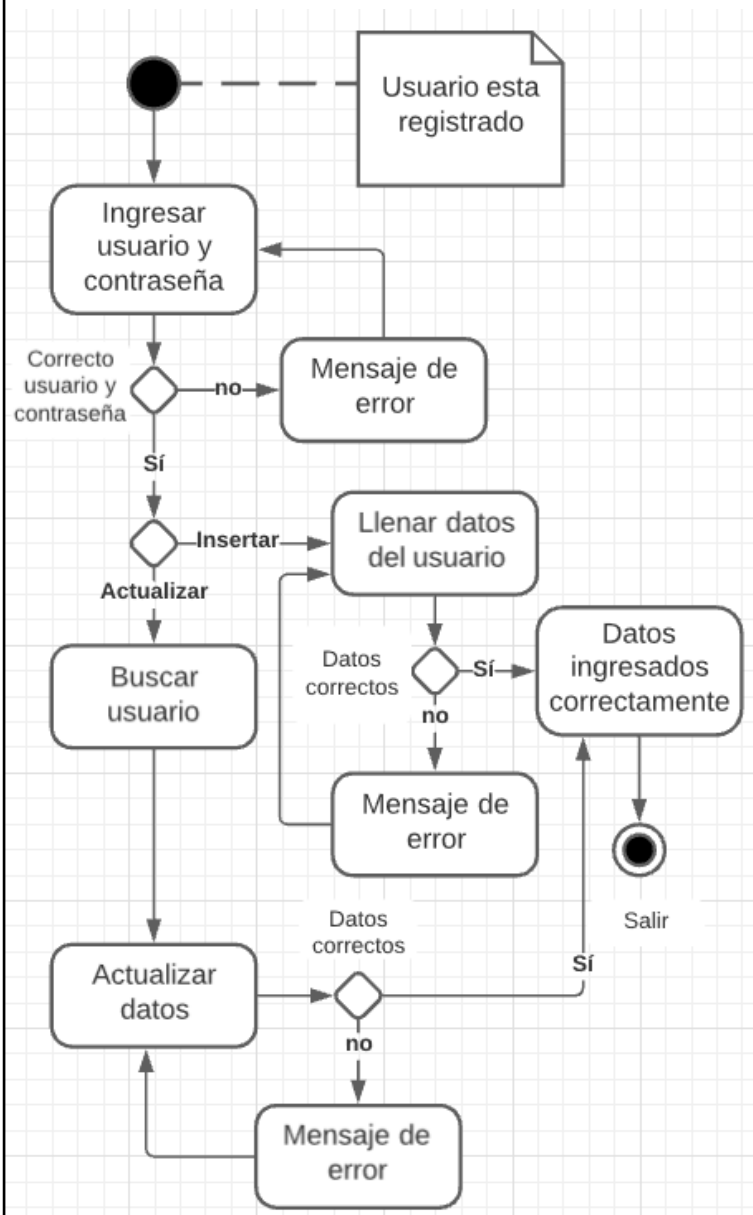 Usuario esta
registrado
Ingresar
usuario y
contraseña
Correcto
usuario y
contraseña
no
Mensaje de
error
Sí
Insertar
Llenar datos
del usuario
Actualizar
Buscar
usuario
Datos
correctos
Sí
Datos
ingresados
correctamente
no
Mensaje de
error
Salir
Datos
correctos
Actualizar
datos
Sí
no
Mensaje de
error